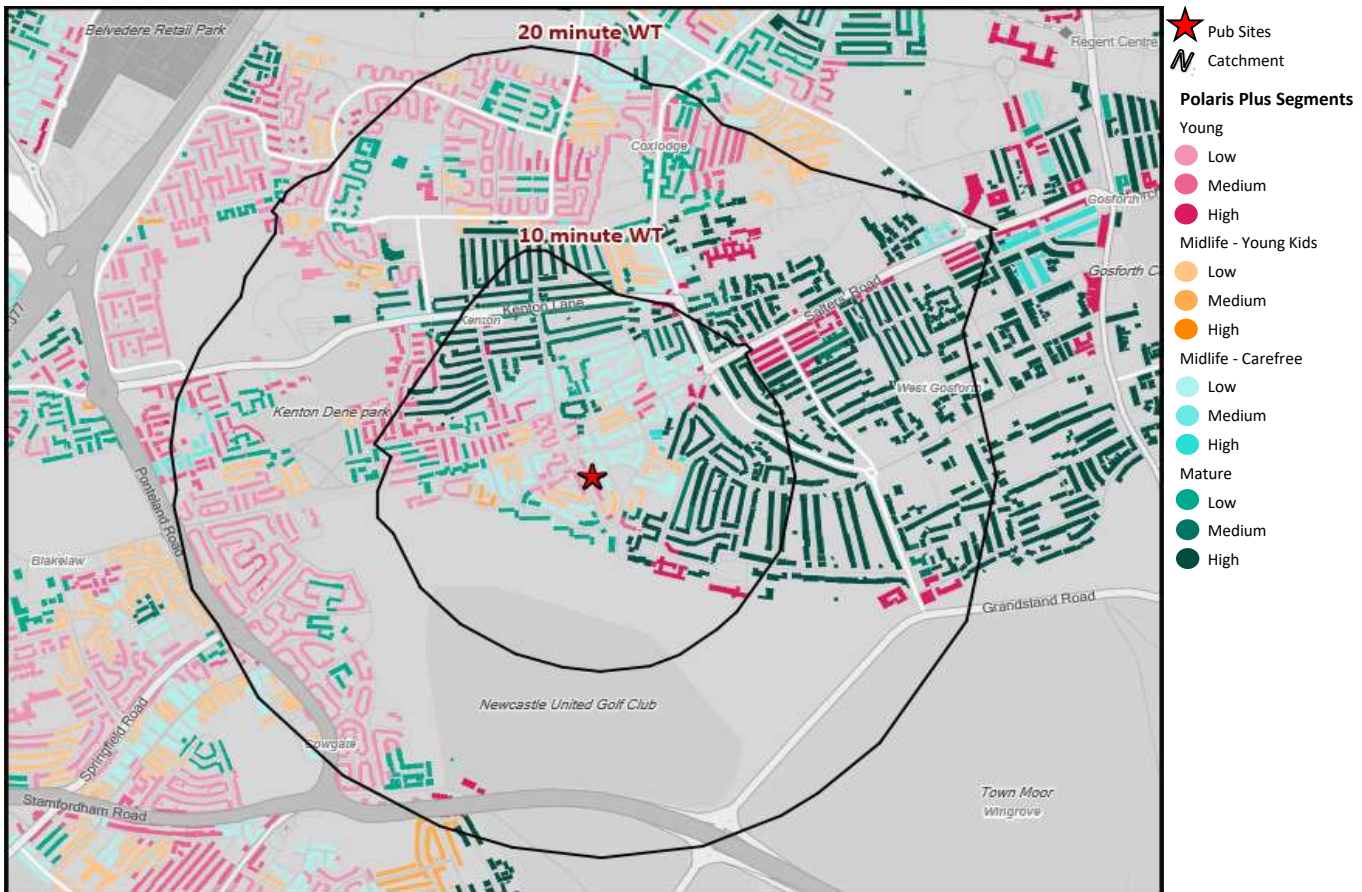 Belvedere Retail Park
20 minute WT
Regent Centre
Coxlodge
Gosforth
10 minute WT
Gosforth C
Kenton Lane
Kenton
Salters Road
West Gosforth
Kenton Dene park
Ponteland Road
Blakelaw
Grandstand Road
Newcastle United Golf Club
Springfield Road
Cowgate
Stamfordham Road
Town Moor
Wingrove
Pub Sites
Catchment
Polaris Plus Segments
Young
Low
Medium
High
Midlife - Young Kids
Low
Medium
High
Midlife - Carefree
Low
Medium
High
Mature
Low
Medium
High